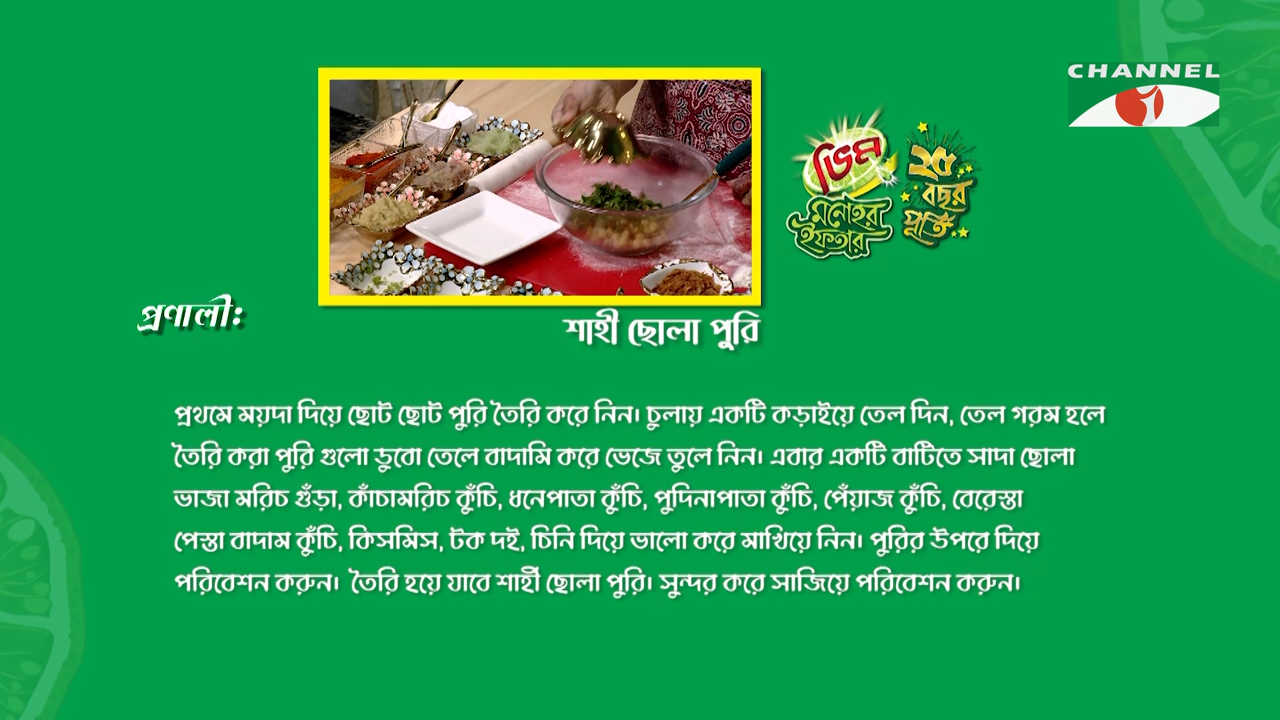 CHANNEL
ভিম
মনোহর
ইফতার
২৫
বছর
পূর্তি
প্রণালী:
শাহী ছোলা পুরি
প্রথমে ময়দা দিয়ে ছোট ছোট পুরি তৈরি করে নিন। চুলায় একটি কড়াইয়ে তেল দিন, তেল গরম হলে
তৈরি করা পুরি গুলো ডুবো তেলে বাদামি করে ভেজে তুলে নিন। এবার একটি বাটিতে সাদা ছোলা
ভাজা মরিচ গুঁড়া, কাঁচামরিচ কুঁচি, ধনেপাতা কুঁচি, পুদিনাপাতা কুঁচি, পেঁয়াজ কুঁচি, বেরেস্তা
পেস্তা বাদাম কুঁচি, কিসমিস, টক দই, চিনি দিয়ে ভালো করে মাখিয়ে নিন। পুরির উপরে দিয়ে
পরিবেশন করুন।  তৈরি হয়ে যাবে শার্হী ছোলা পুরি। সুন্দর করে সাজিয়ে পরিবেশন করুন।